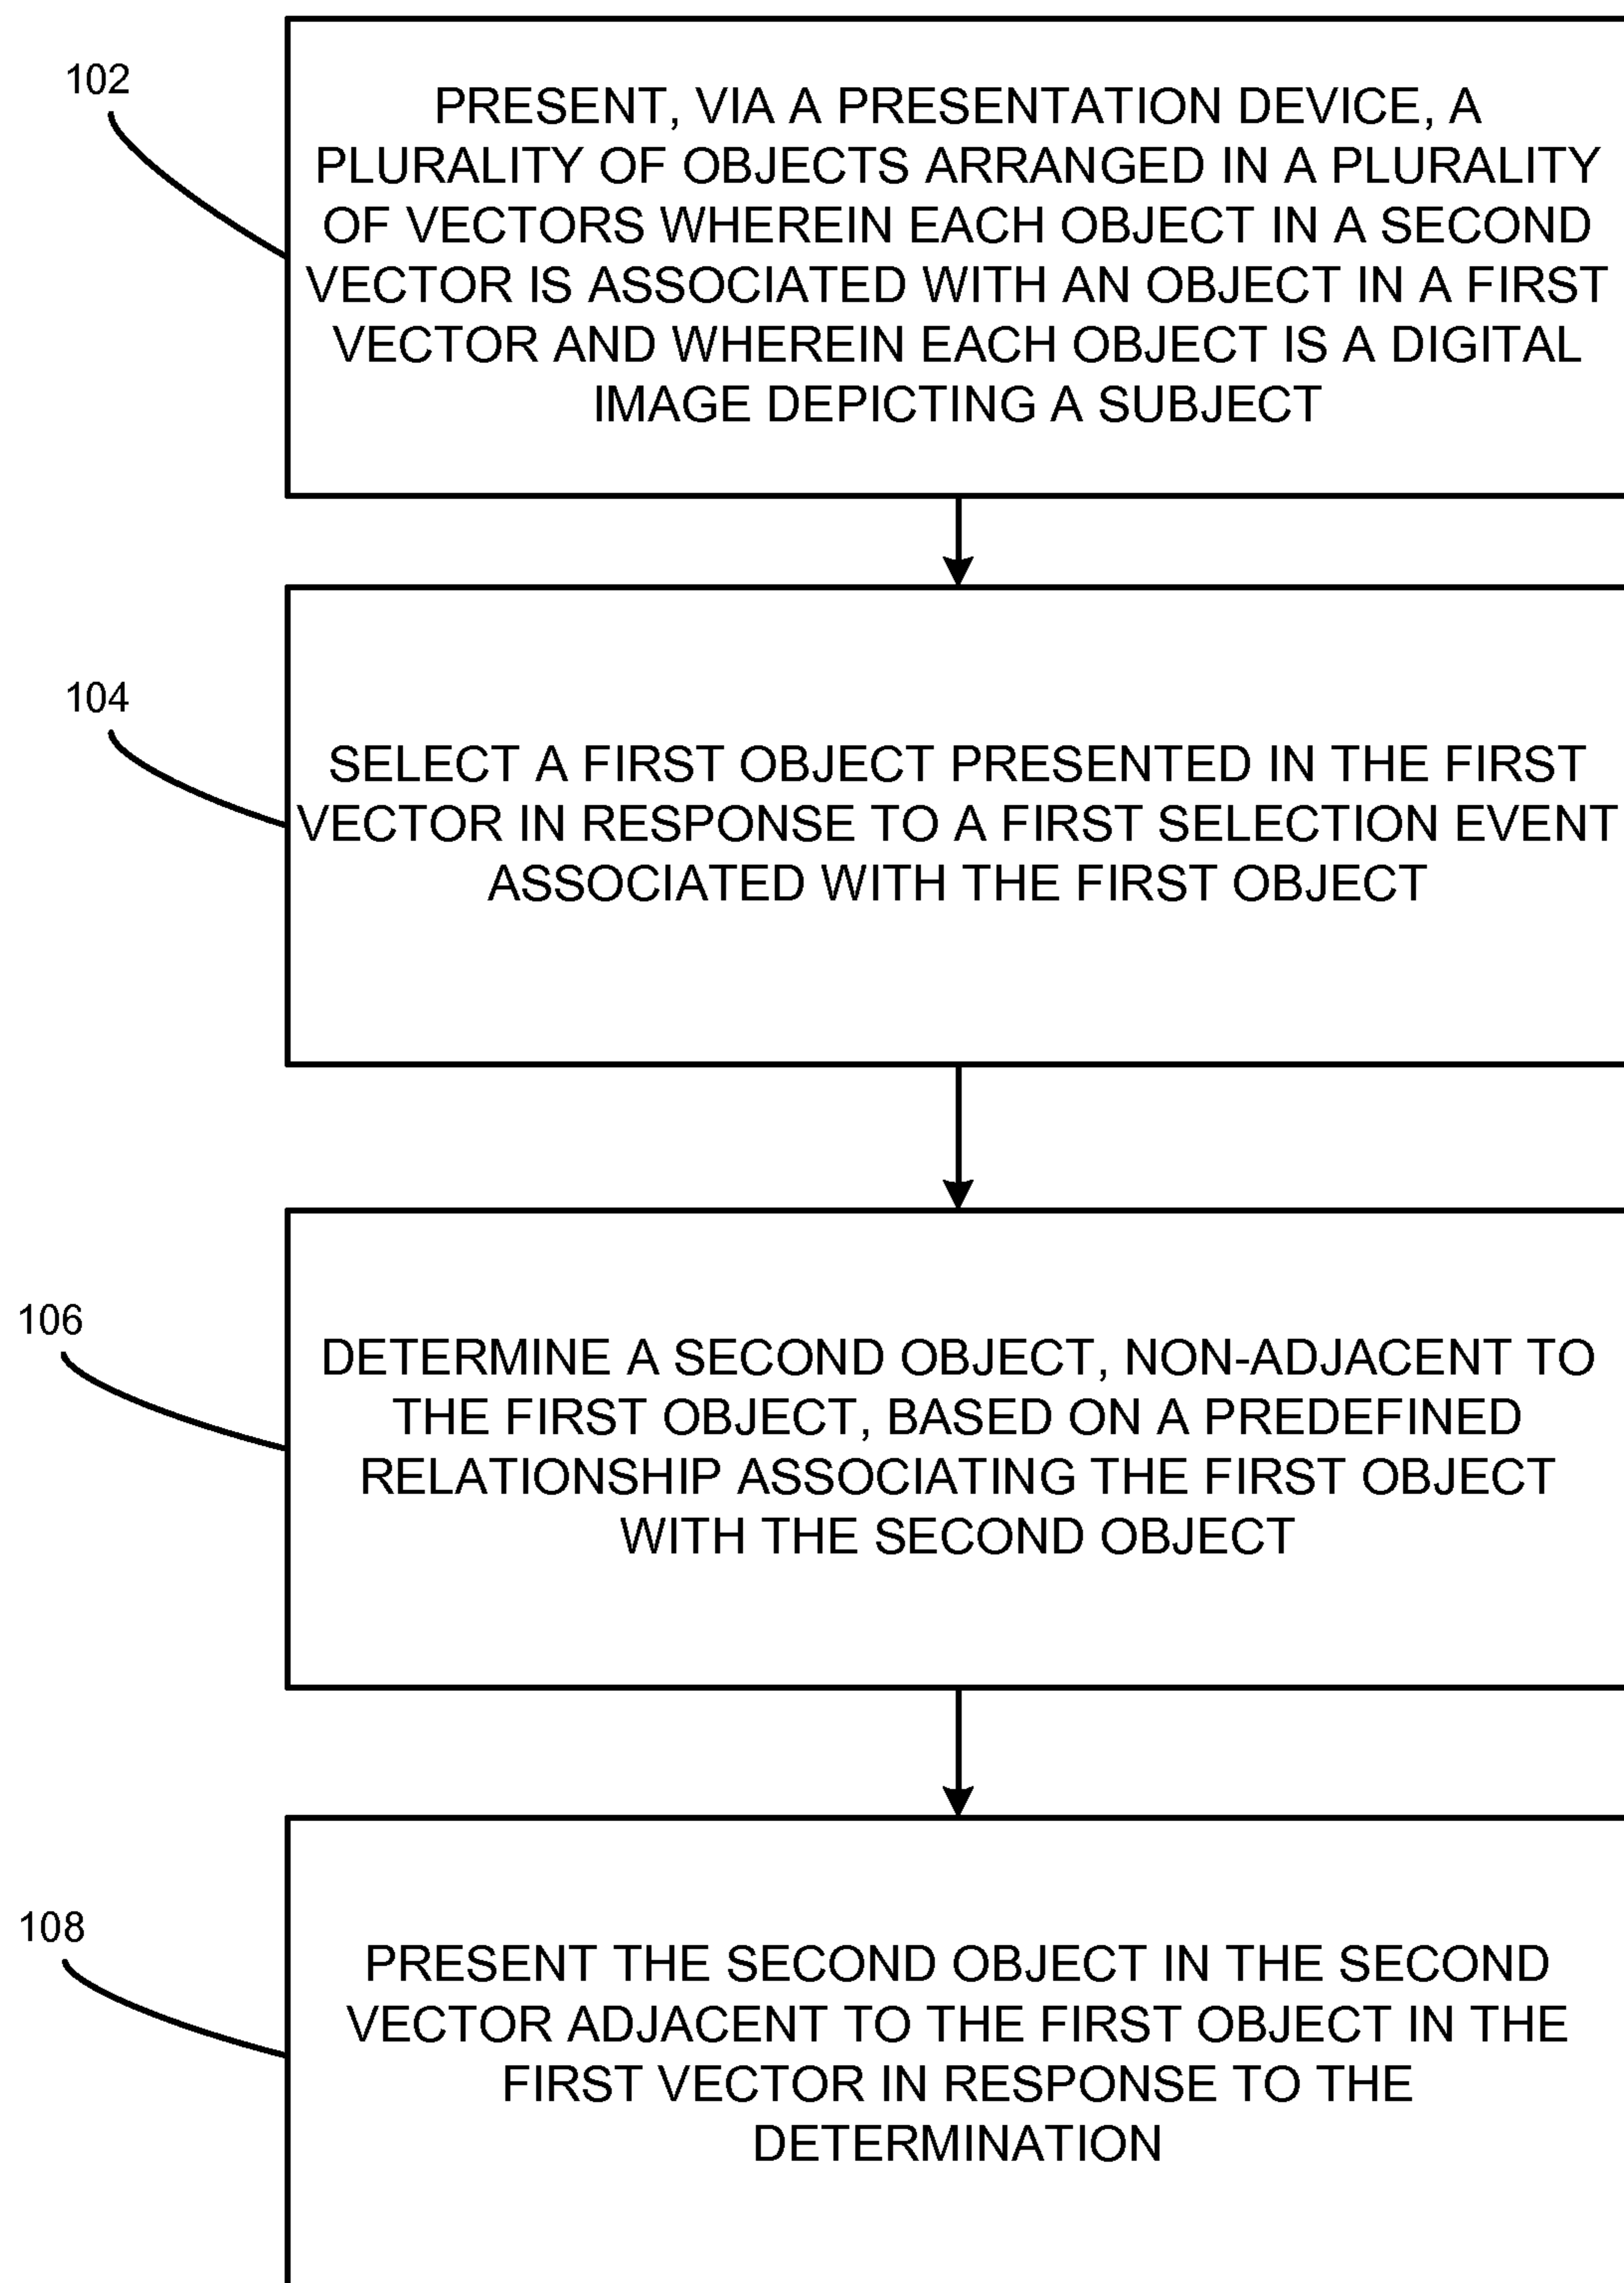 102
PRESENT, VIA A PRESENTATION DEVICE, A
PLURALITY OF OBJECTS ARRANGED IN A PLURALITY
OF VECTORS WHEREIN EACH OBJECT IN A SECOND
VECTOR IS ASSOCIATED WITH AN OBJECT IN A FIRST
VECTOR AND WHEREIN EACH OBJECT IS A DIGITAL
IMAGE DEPICTING A SUBJECT
104
SELECT A FIRST OBJECT PRESENTED IN THE FIRST
VECTOR IN RESPONSE TO A FIRST SELECTION EVENT
ASSOCIATED WITH THE FIRST OBJECT
106
DETERMINE A SECOND OBJECT, NON-ADJACENT TO
THE FIRST OBJECT, BASED ON A PREDEFINED
RELATIONSHIP ASSOCIATING THE FIRST OBJECT
WITH THE SECOND OBJECT
108
PRESENT THE SECOND OBJECT IN THE SECOND
VECTOR ADJACENT TO THE FIRST OBJECT IN THE
FIRST VECTOR IN RESPONSE TO THE
DETERMINATION